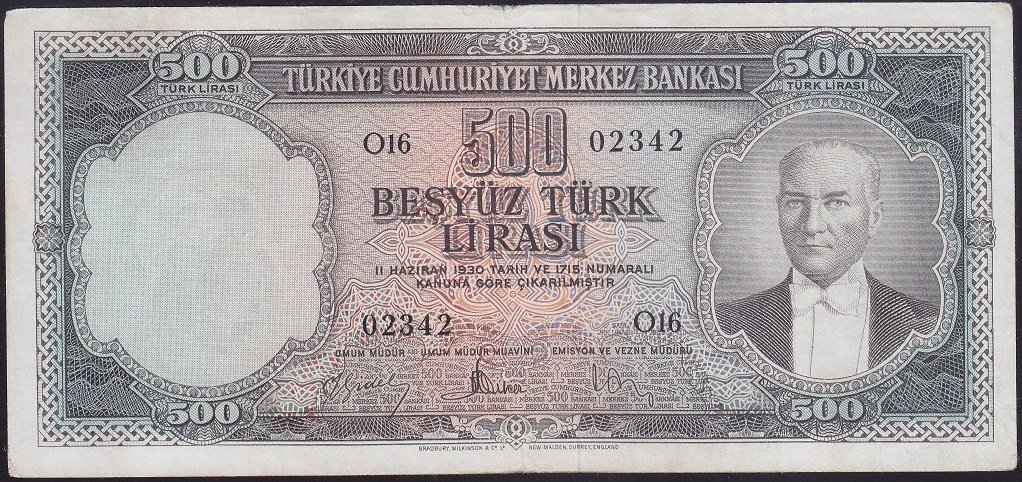 500 500
TÜRK LİRASI TÜRK LİRASI
TÜRKİYE CUMHURİYET MERKEZ BANKASI
O16 500 02342
BEŞYÜZ TÜRK
LİRASI
11 HAZİRAN 1930 TARİH VE 1715 NUMARALI
KANUNA GÖRE ÇIKARILMIŞTIR
02342 O16
UMUM MÜDÜR UMUM MÜDÜR MUAVİNİ EMİSYON VE VEZNE MÜDÜRÜ
500 500
BRADBURY, WILKINSON & Cº Lᵈ NEW MALDEN, SURREY, ENGLAND